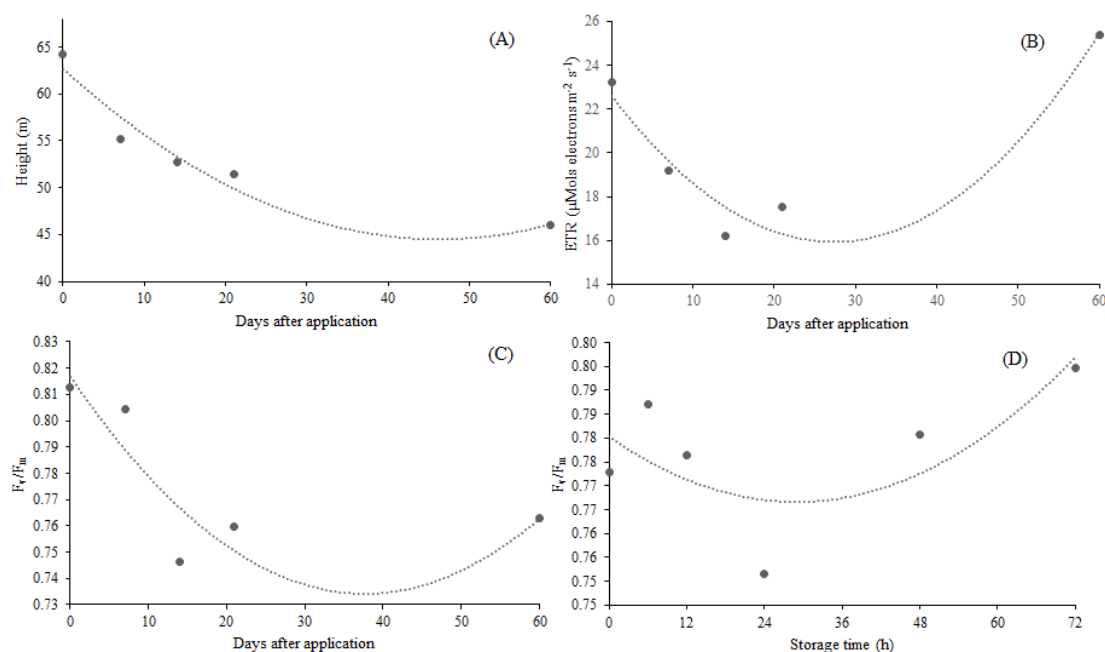 (A)
Height (m)
65
60
55
50
45
40
0 10 20 30 40 50 60
Days after application
(B)
ETR (µMols electrons m⁻² s⁻¹)
26
24
22
20
18
16
14
0 10 20 30 40 50 60
Days after application
(C)
Fv/Fm
0.83
0.82
0.81
0.80
0.79
0.78
0.77
0.76
0.75
0.74
0.73
0 10 20 30 40 50 60
Days after application
(D)
Fv/Fm
0.80
0.79
0.79
0.78
0.78
0.77
0.77
0.76
0.76
0.75
0.75
0 12 24 36 48 60 72
Storage time (h)